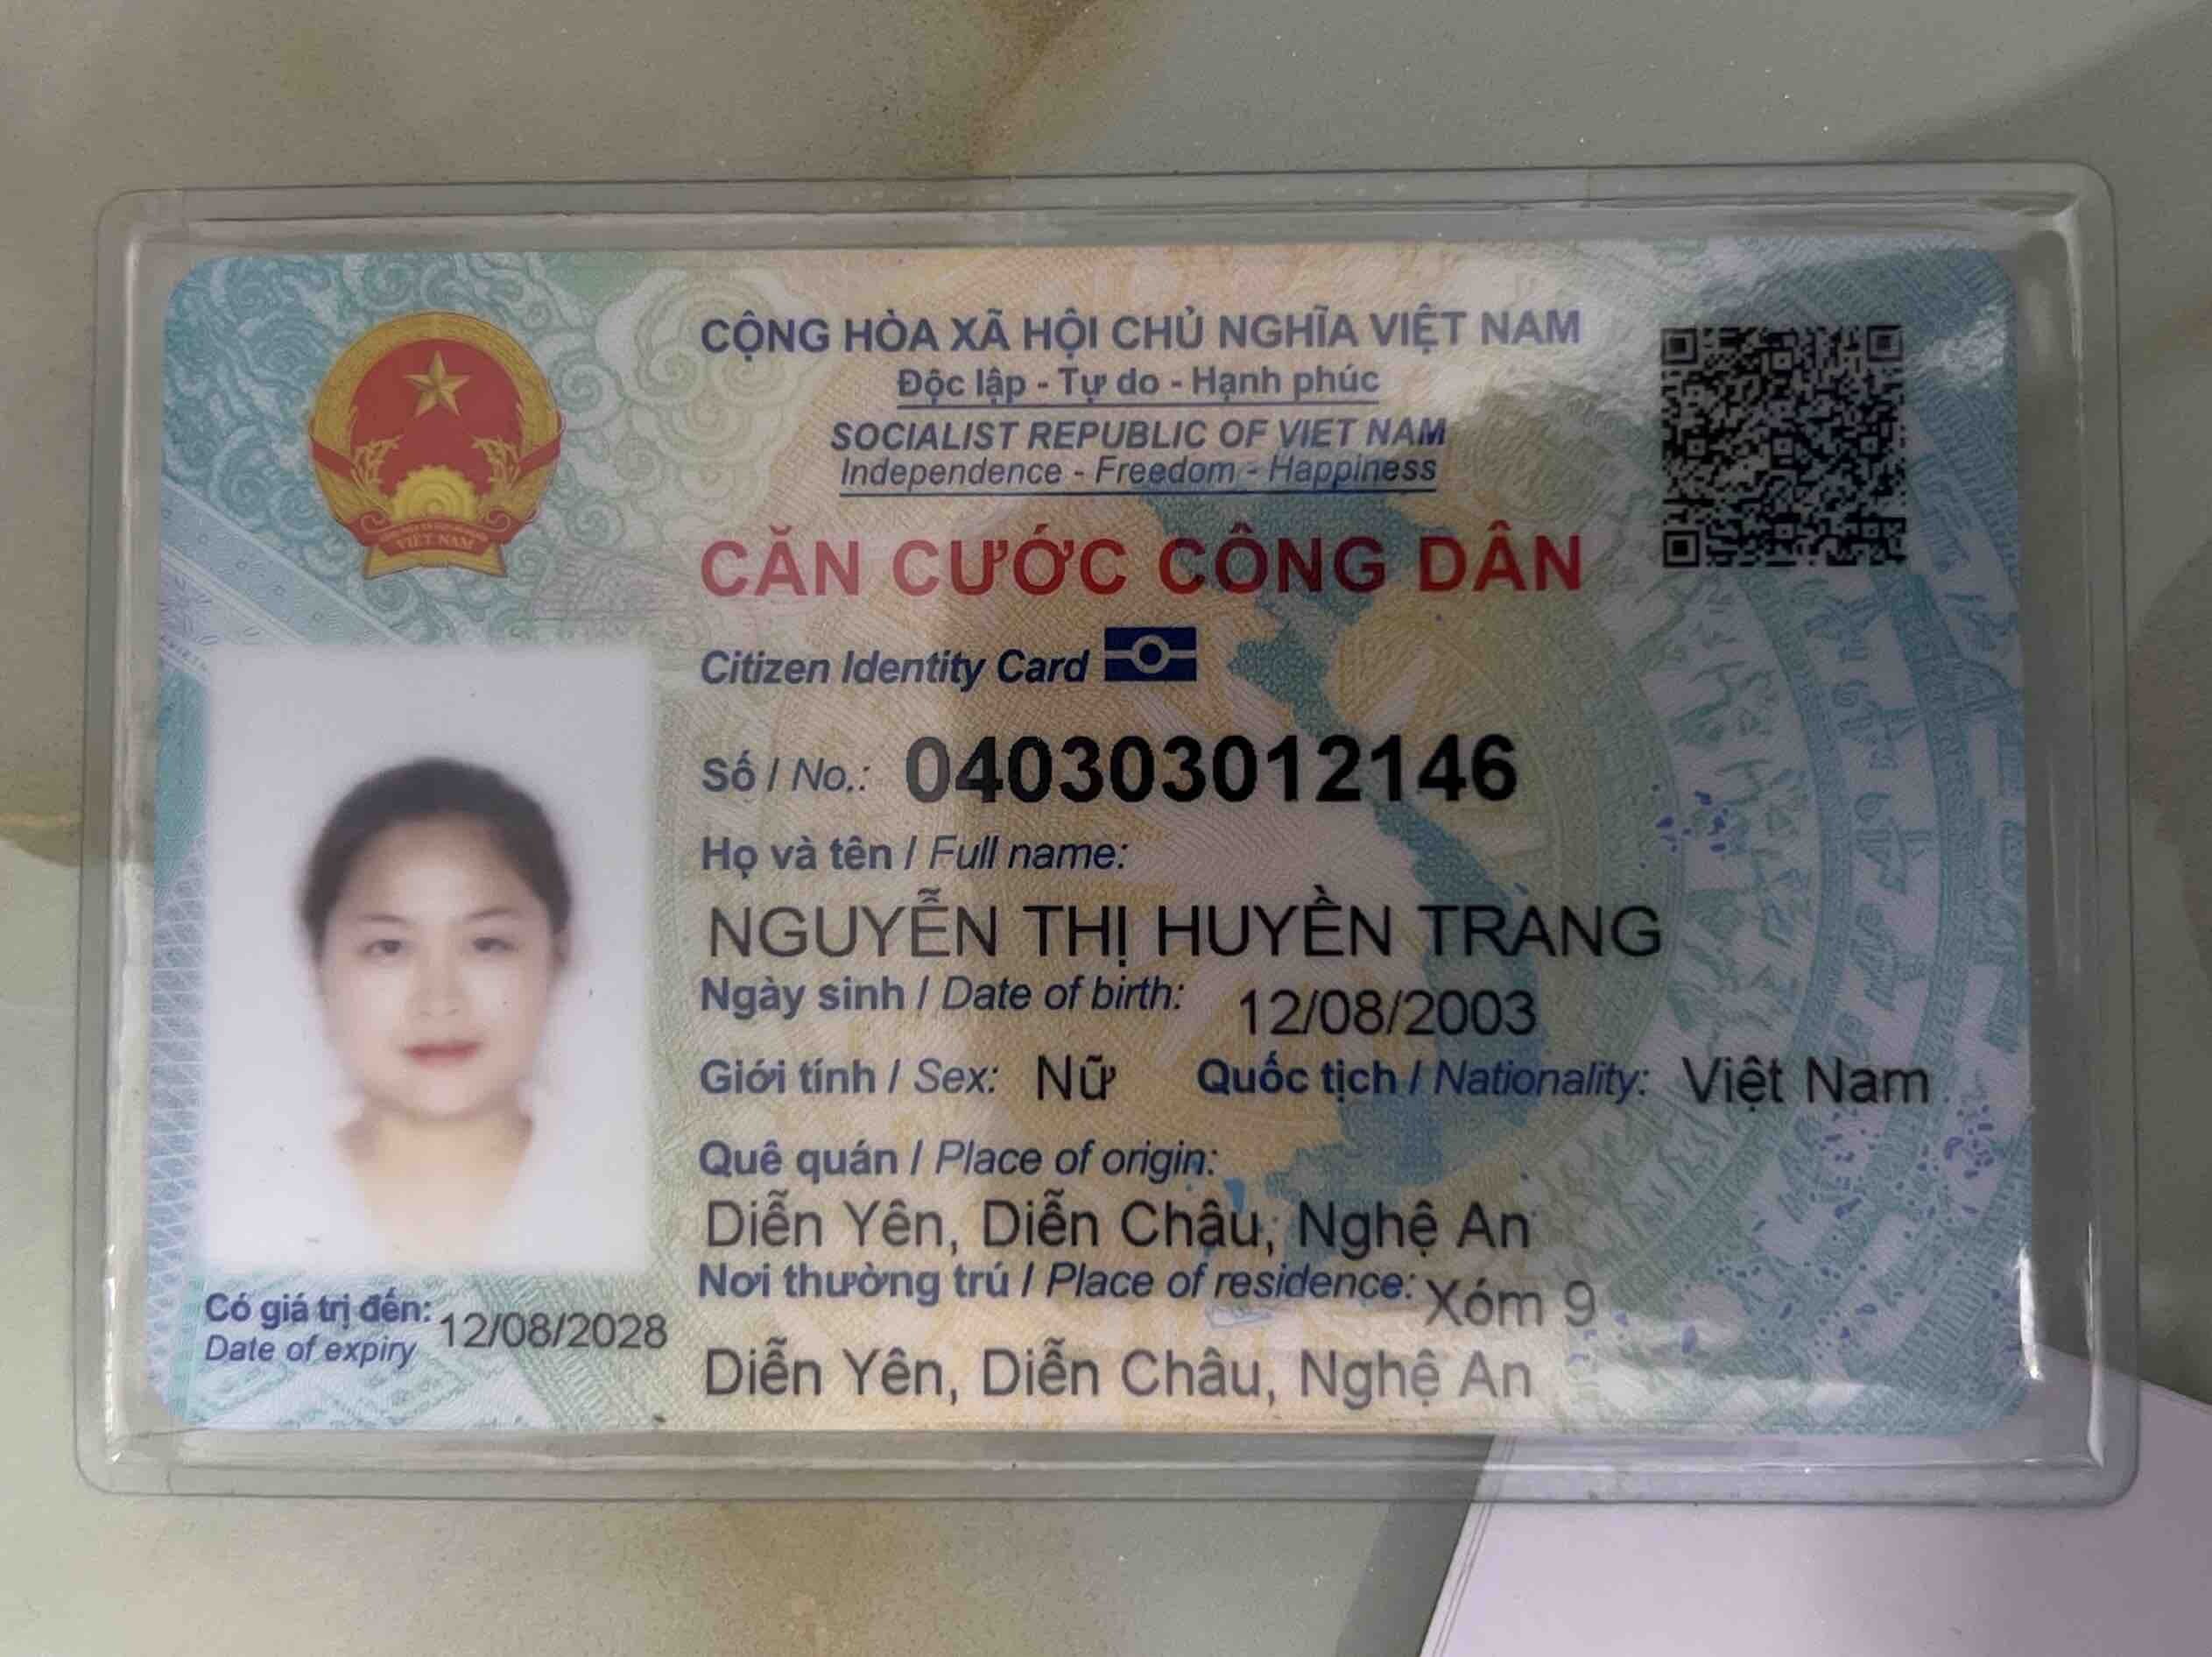 CỘNG HÒA XÃ HỘI CHỦ NGHĨA VIỆT NAM
Độc lập - Tự do - Hạnh phúc
SOCIALIST REPUBLIC OF VIET NAM
Independence - Freedom - Happiness
CĂN CƯỚC CÔNG DÂN
Citizen Identity Card
Số / No.: 040303012146
Họ và tên / Full name:
NGUYỄN THỊ HUYỀN TRANG
Ngày sinh / Date of birth: 12/08/2003
Giới tính / Sex: Nữ Quốc tịch / Nationality: Việt Nam
Quê quán / Place of origin:
Diễn Yên, Diễn Châu, Nghệ An
Nơi thường trú / Place of residence: Xóm 9
Diễn Yên, Diễn Châu, Nghệ An
Có giá trị đến: 12/08/2028
Date of expiry
VIỆT NAM